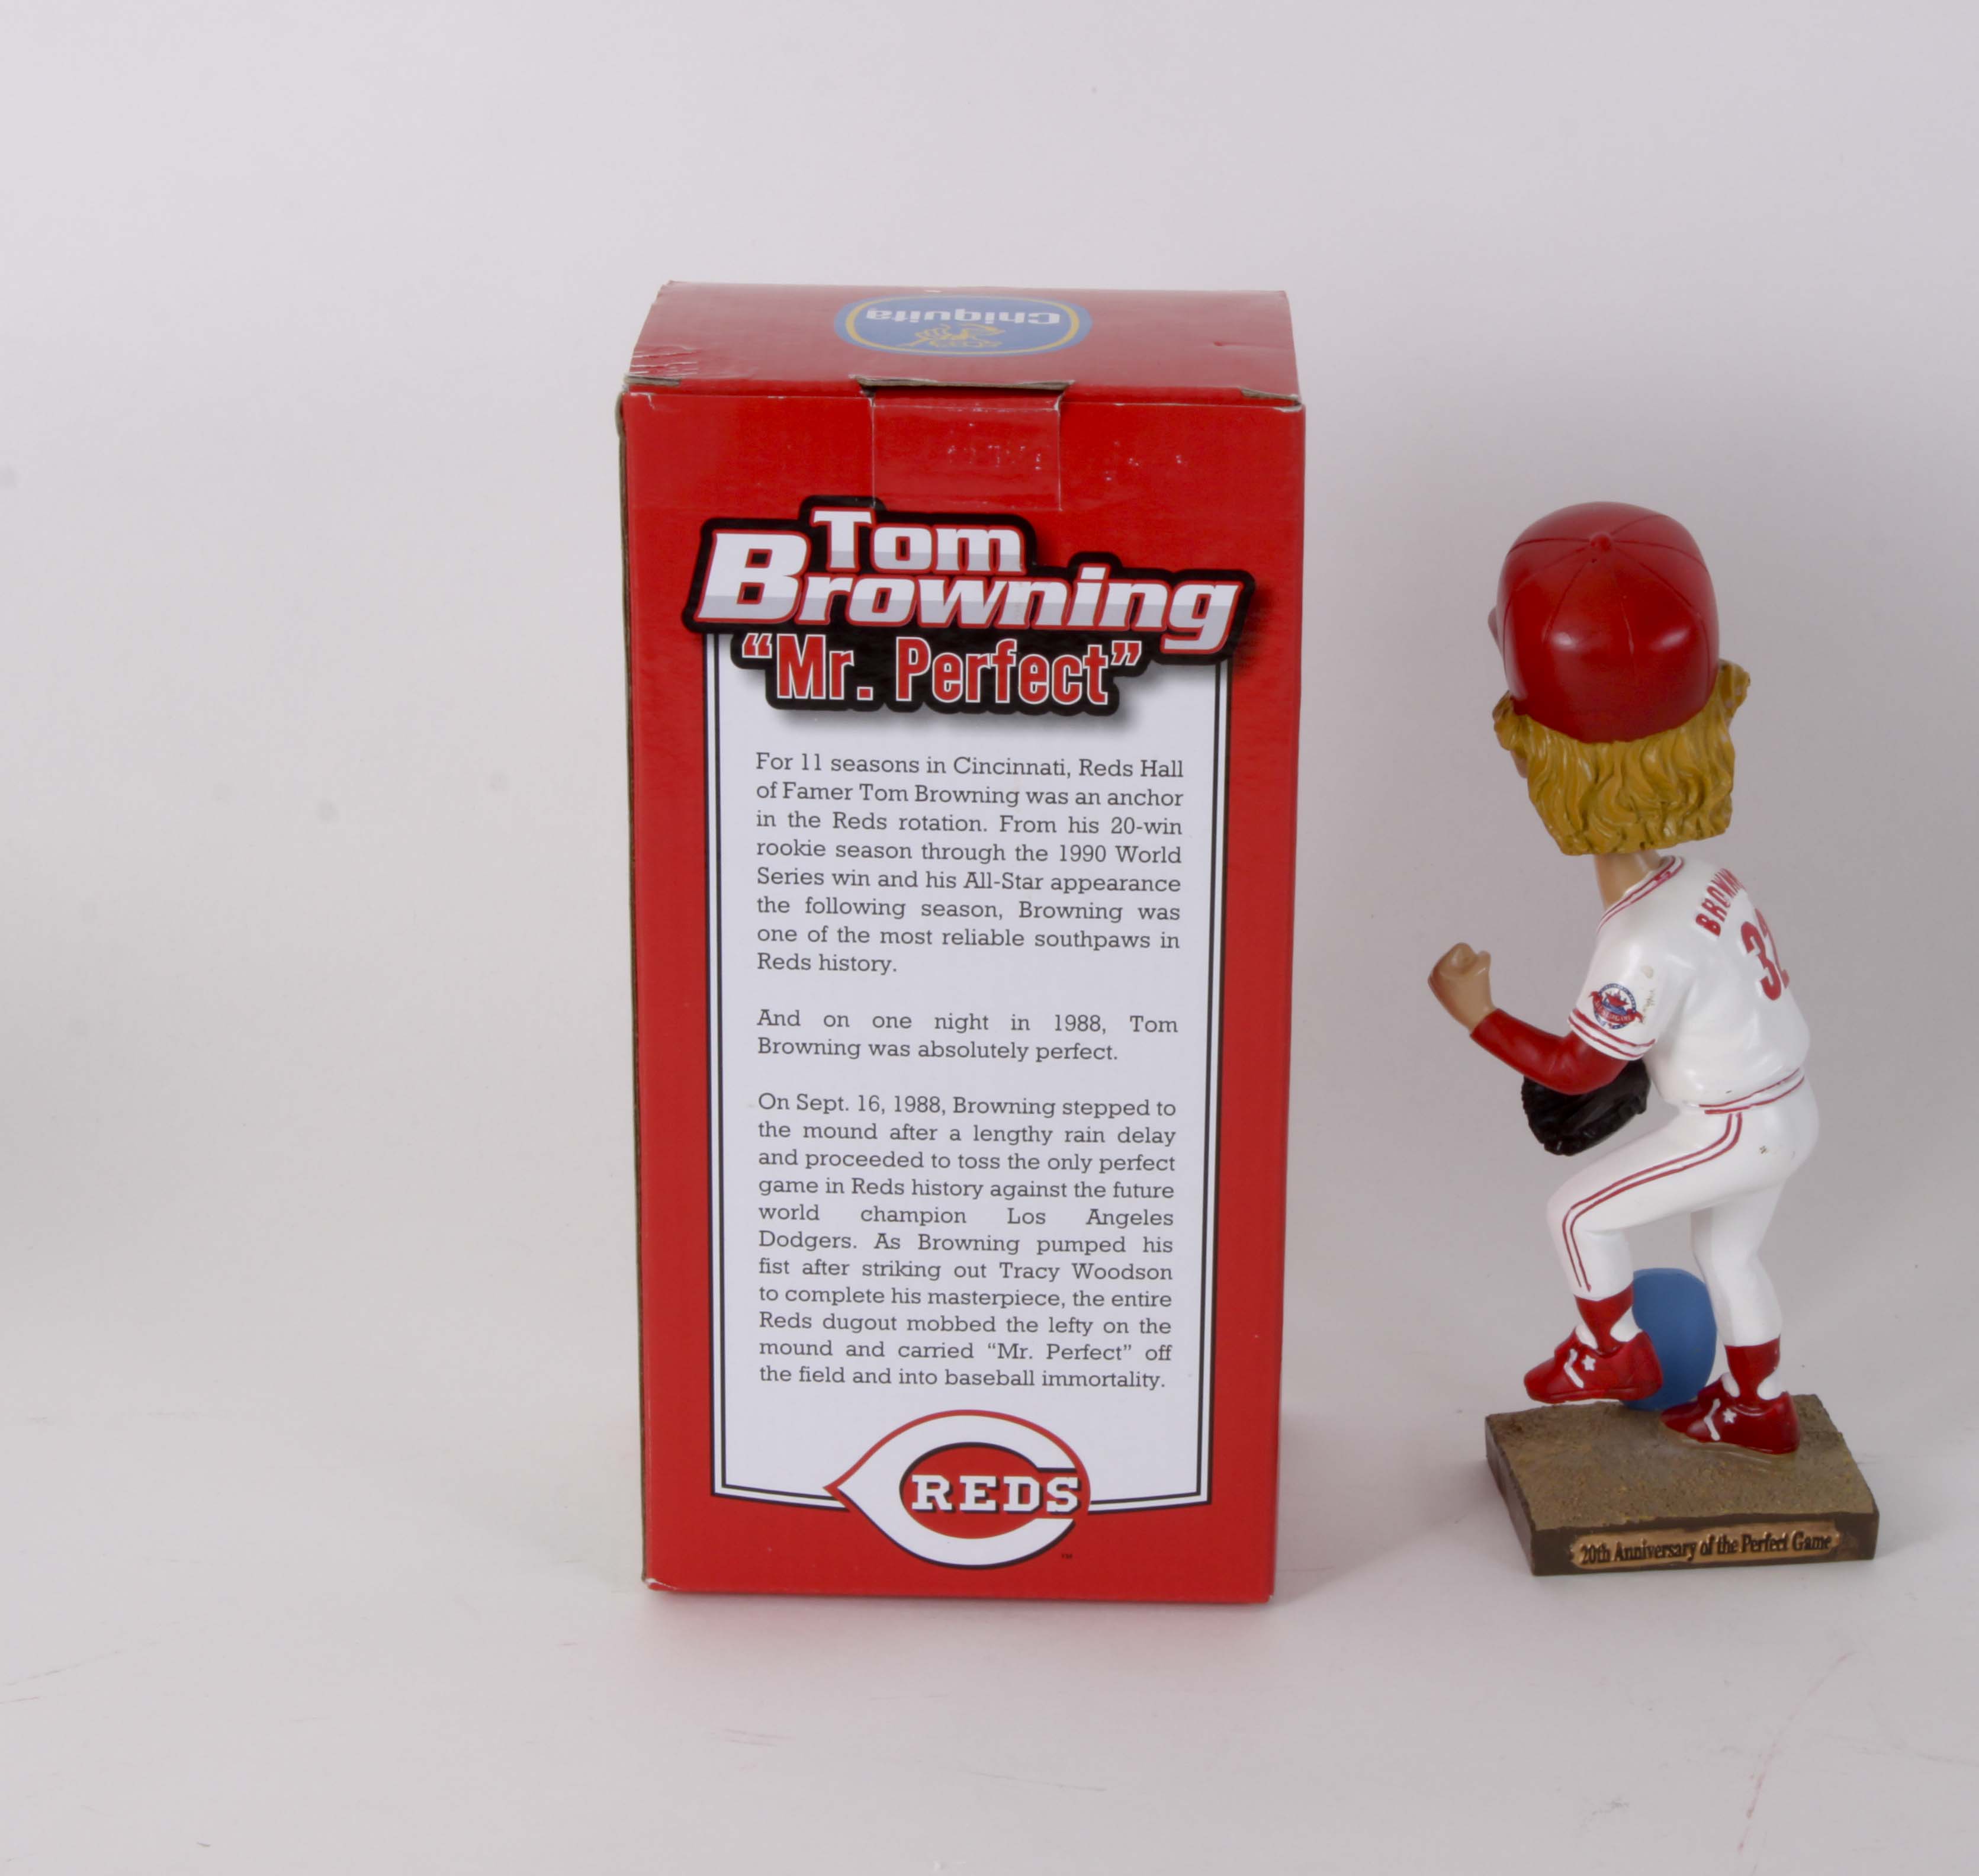 Chiquita
Tom
Browning
“Mr. Perfect”
For 11 seasons in Cincinnati, Reds Hall
of Famer Tom Browning was an anchor
in the Reds rotation. From his 20-win
rookie season through the 1990 World
Series win and his All-Star appearance
the following season, Browning was
one of the most reliable southpaws in
Reds history.
And on one night in 1988, Tom
Browning was absolutely perfect.
On Sept. 16, 1988, Browning stepped to
the mound after a lengthy rain delay
and proceeded to toss the only perfect
game in Reds history against the future
world champion Los Angeles
Dodgers. As Browning pumped his
fist after striking out Tracy Woodson
to complete his masterpiece, the entire
Reds dugout mobbed the lefty on the
mound and carried “Mr. Perfect” off
the field and into baseball immortality.
REDS
TM
32
20th Anniversary of the Perfect Game